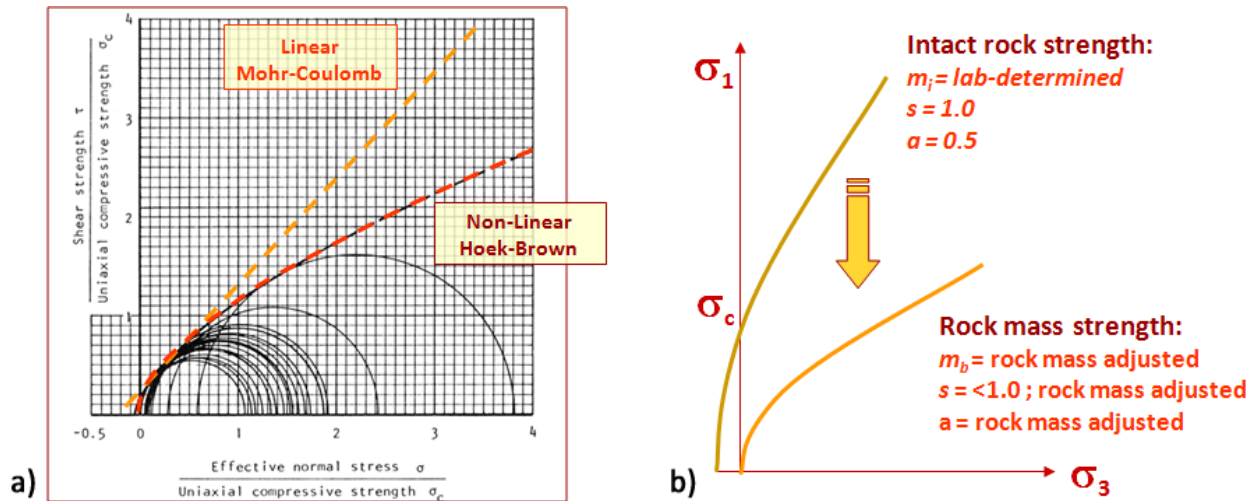 4
3
2
1
Shear strength τ
Uniaxial compressive strength σc
Linear
Mohr-Coulomb
Non-Linear
Hoek-Brown
-0.5 0 1 2 3 4
Effective normal stress σ
Uniaxial compressive strength σc
a)
σ1
Intact rock strength:
mi = lab-determined
s = 1.0
a = 0.5
σc
Rock mass strength:
mb = rock mass adjusted
s = <1.0 ; rock mass adjusted
a = rock mass adjusted
σ3
b)